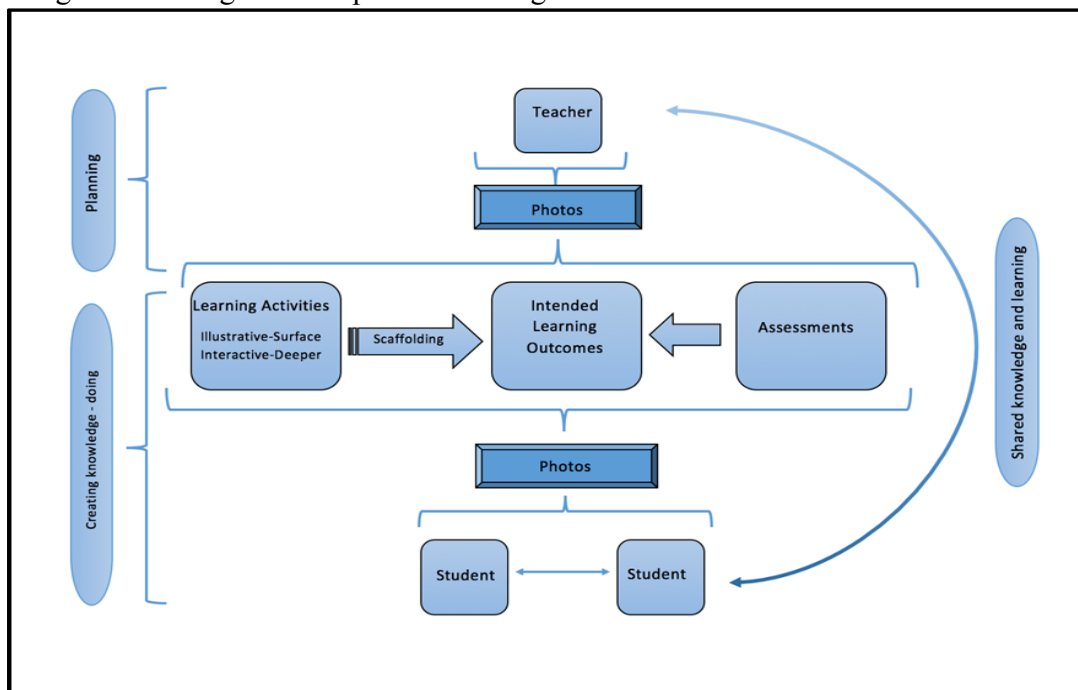 Teacher
Planning
Photos
Learning Activities
Illustrative-Surface
Interactive-Deeper
Scaffolding
Intended
Learning
Outcomes
Assessments
Shared knowledge and learning
Creating knowledge - doing
Photos
Student
Student